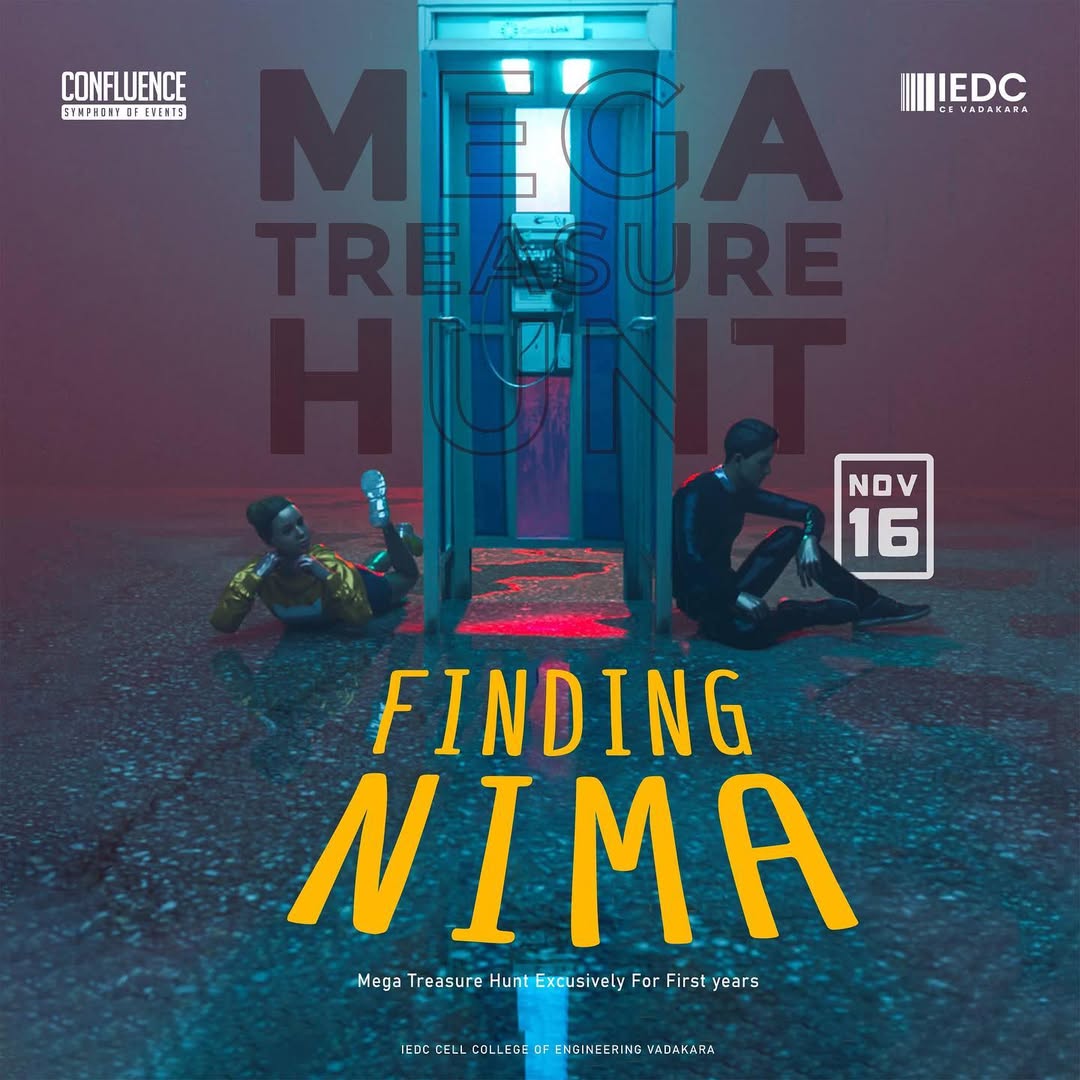 CONFLUENCE
SYMPHONY OF EVENTS
IEDC
CE VADAKARA
CenturyLink
MEGA
TREASURE
HUNT
NOV
16
FINDING
NIMA
Mega Treasure Hunt Excusively For First years
IEDC CELL COLLEGE OF ENGINEERING VADAKARA